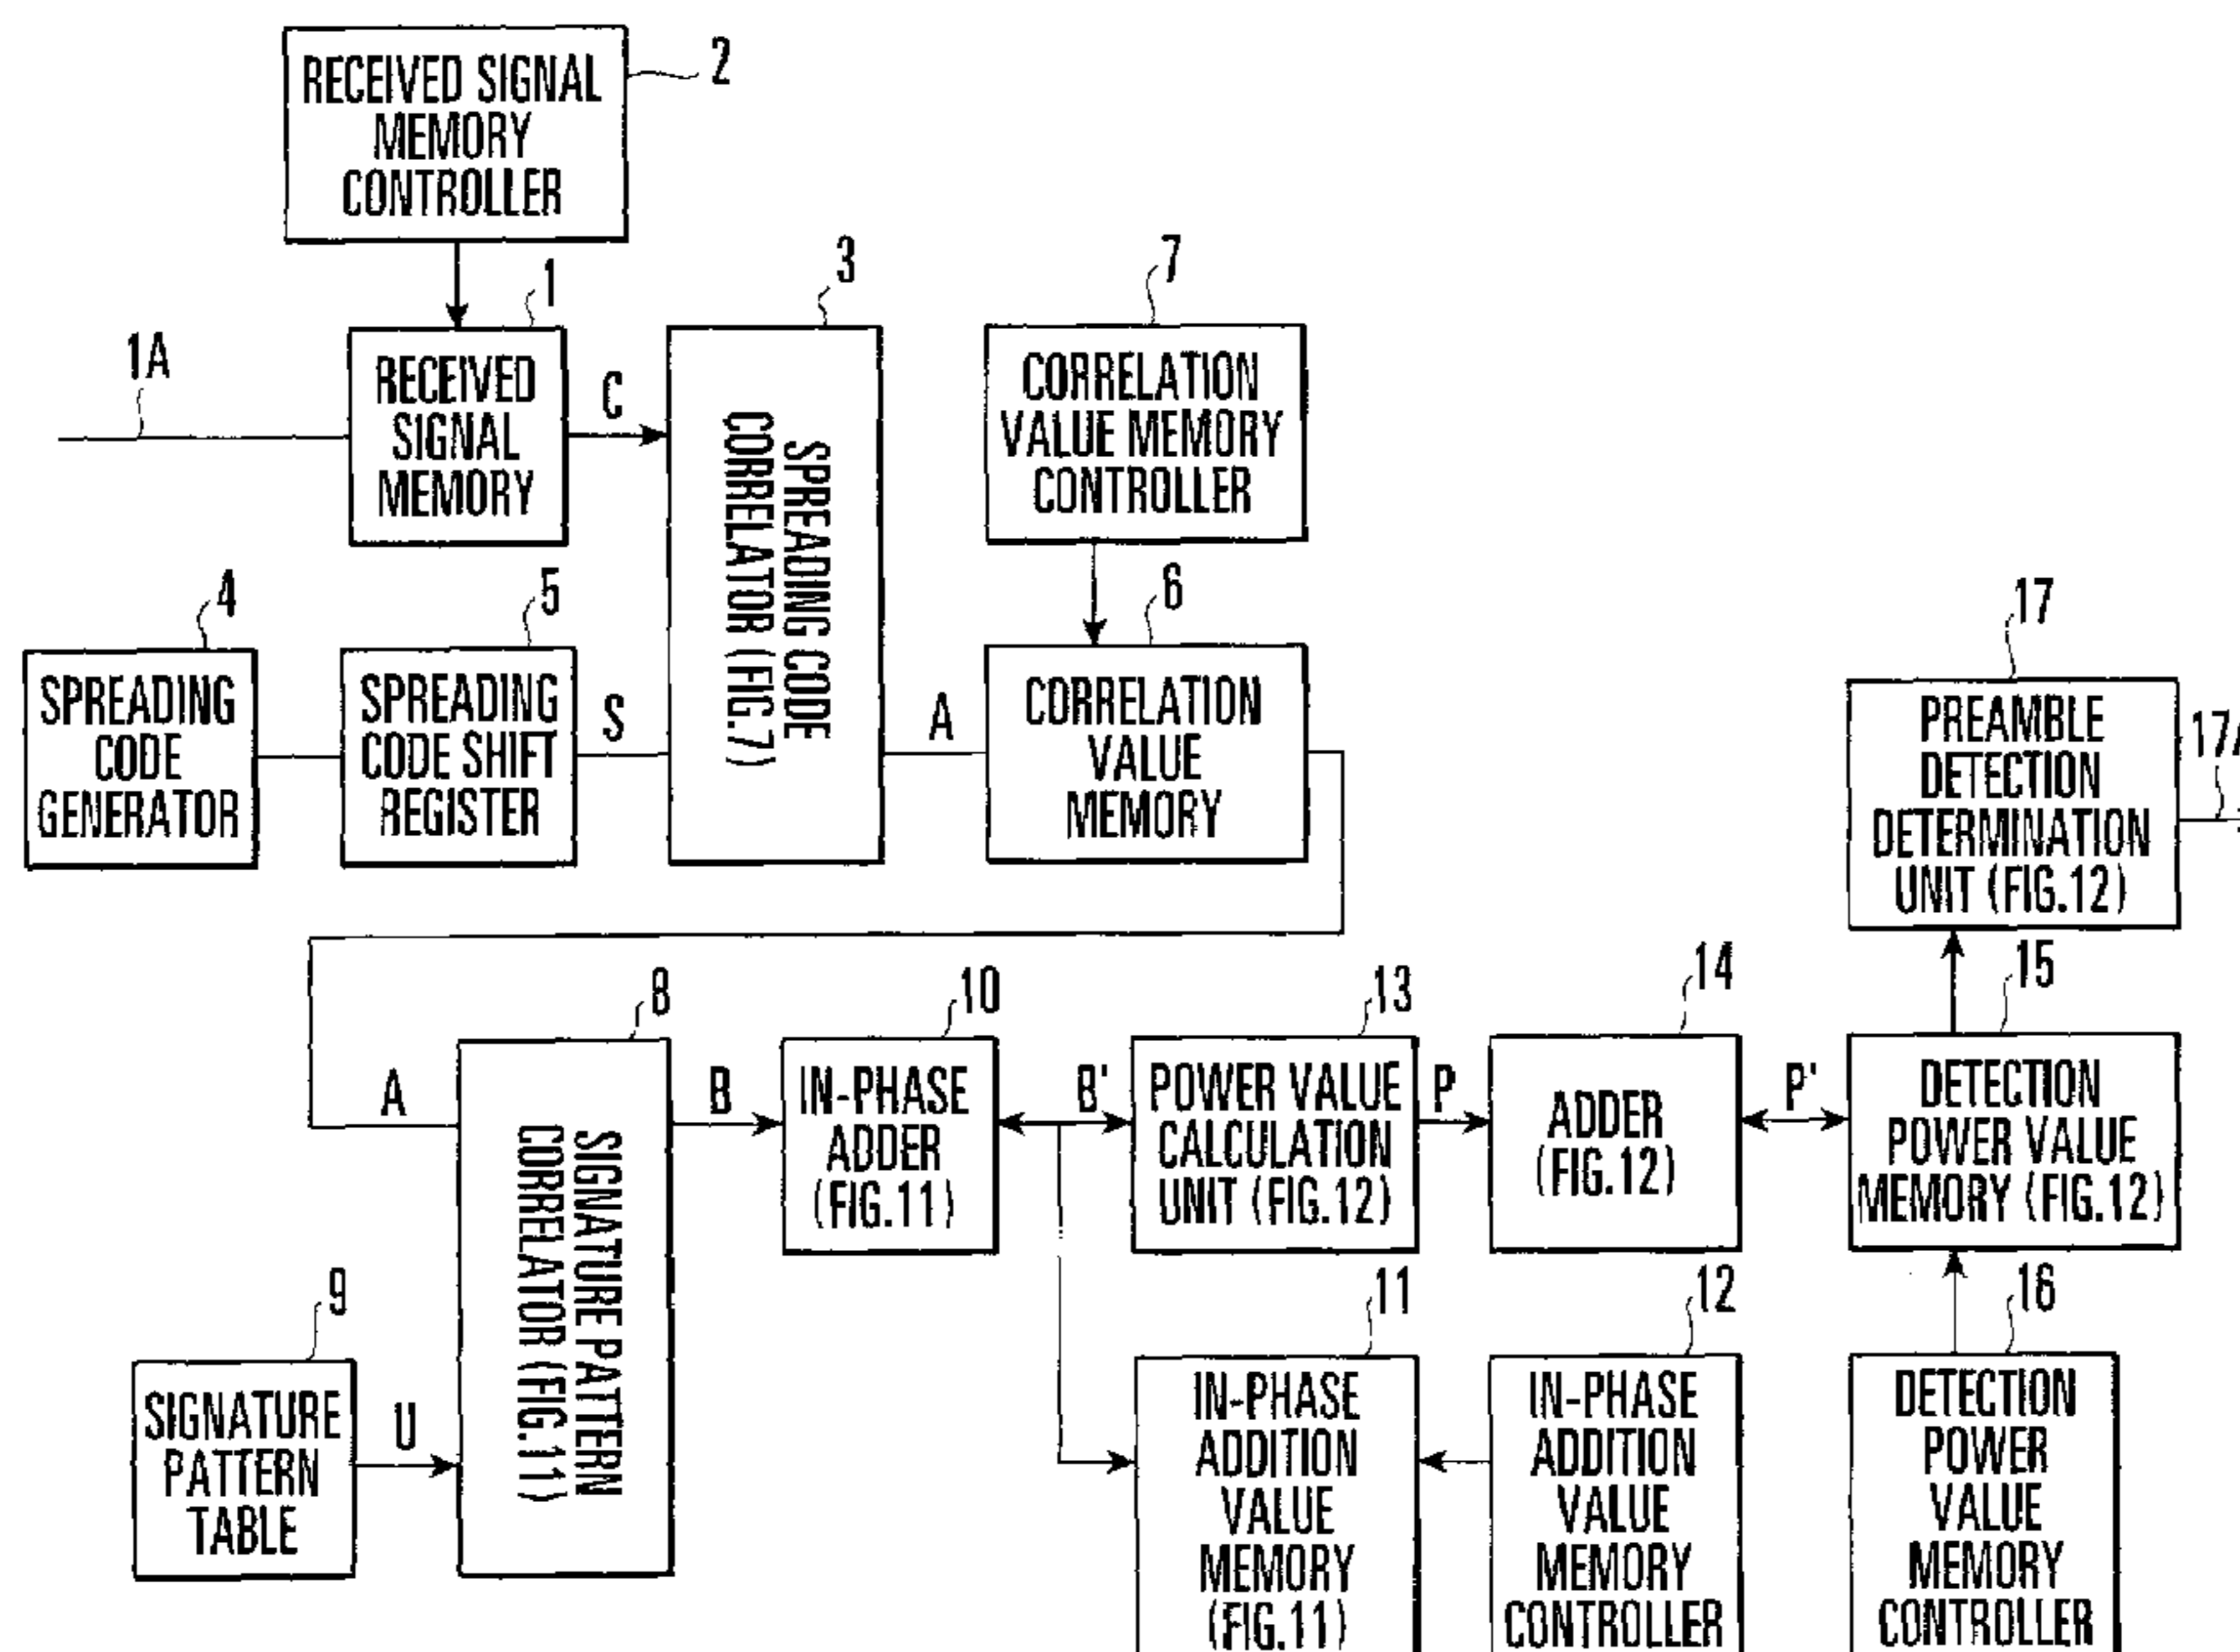 2
RECEIVED SIGNAL
MEMORY
CONTROLLER
1
3
7
1A
RECEIVED
SIGNAL
MEMORY
C
SPREADING CODE
CORRELATOR (FIG.7)
CORRELATION
VALUE MEMORY
CONTROLLER
4
5
6
17
SPREADING
CODE
GENERATOR
SPREADING
CODE SHIFT
REGISTER
S
A
CORRELATION
VALUE
MEMORY
PREAMBLE
DETECTION
DETERMINATION
UNIT (FIG.12)
17A
8
10
13
14
15
A
SIGNATURE PATTERN
CORRELATOR (FIG.11)
B
IN-PHASE
ADDER
(FIG.11)
B'
POWER VALUE
CALCULATION
UNIT (FIG.12)
P
ADDER
(FIG.12)
P'
DETECTION
POWER VALUE
MEMORY (FIG.12)
9
11
12
16
SIGNATURE
PATTERN
TABLE
U
IN-PHASE
ADDITION
VALUE
MEMORY
(FIG.11)
IN-PHASE
ADDITION
VALUE
MEMORY
CONTROLLER
DETECTION
POWER
VALUE
MEMORY
CONTROLLER